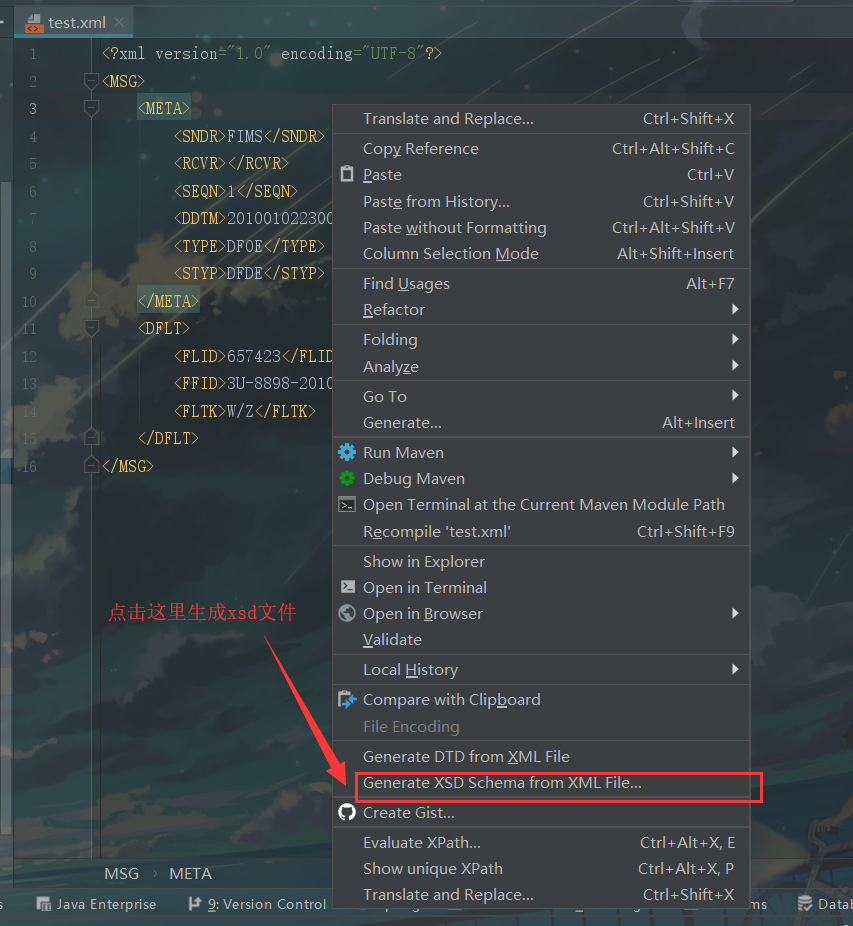 test.xml
1 <?xml version="1.0" encoding="UTF-8"?>
2 <MSG>
3 <META>
4 <SNDR>FIMS</SNDR>
5 <RCVR></RCVR>
6 <SEQN>1</SEQN>
7 <DDTM>201001022300
8 <TYPE>DFOE</TYPE>
9 <STYP>DFDE</STYP>
10 </META>
11 <DFLT>
12 <FLID>657423</FLID
13 <FFID>3U-8898-2010
14 <FLTK>W/Z</FLTK>
15 </DFLT>
16 </MSG>
Translate and Replace... Ctrl+Shift+X
Copy Reference Ctrl+Alt+Shift+C
Paste Ctrl+V
Paste from History... Ctrl+Shift+V
Paste without Formatting Ctrl+Alt+Shift+V
Column Selection Mode Alt+Shift+Insert
Find Usages Alt+F7
Refactor
Folding
Analyze
Go To
Generate... Alt+Insert
Run Maven
Debug Maven
Open Terminal at the Current Maven Module Path
Recompile 'test.xml' Ctrl+Shift+F9
Show in Explorer
Open in Terminal
Open in Browser
Validate
Local History
Compare with Clipboard
File Encoding
Generate DTD from XML File
Generate XSD Schema from XML File...
Create Gist...
Evaluate XPath... Ctrl+Alt+X, E
Show unique XPath Ctrl+Alt+X, P
Translate and Replace... Ctrl+Shift+X
点击这里生成xsd文件
MSG › META
Java Enterprise 9: Version Control ms Datab